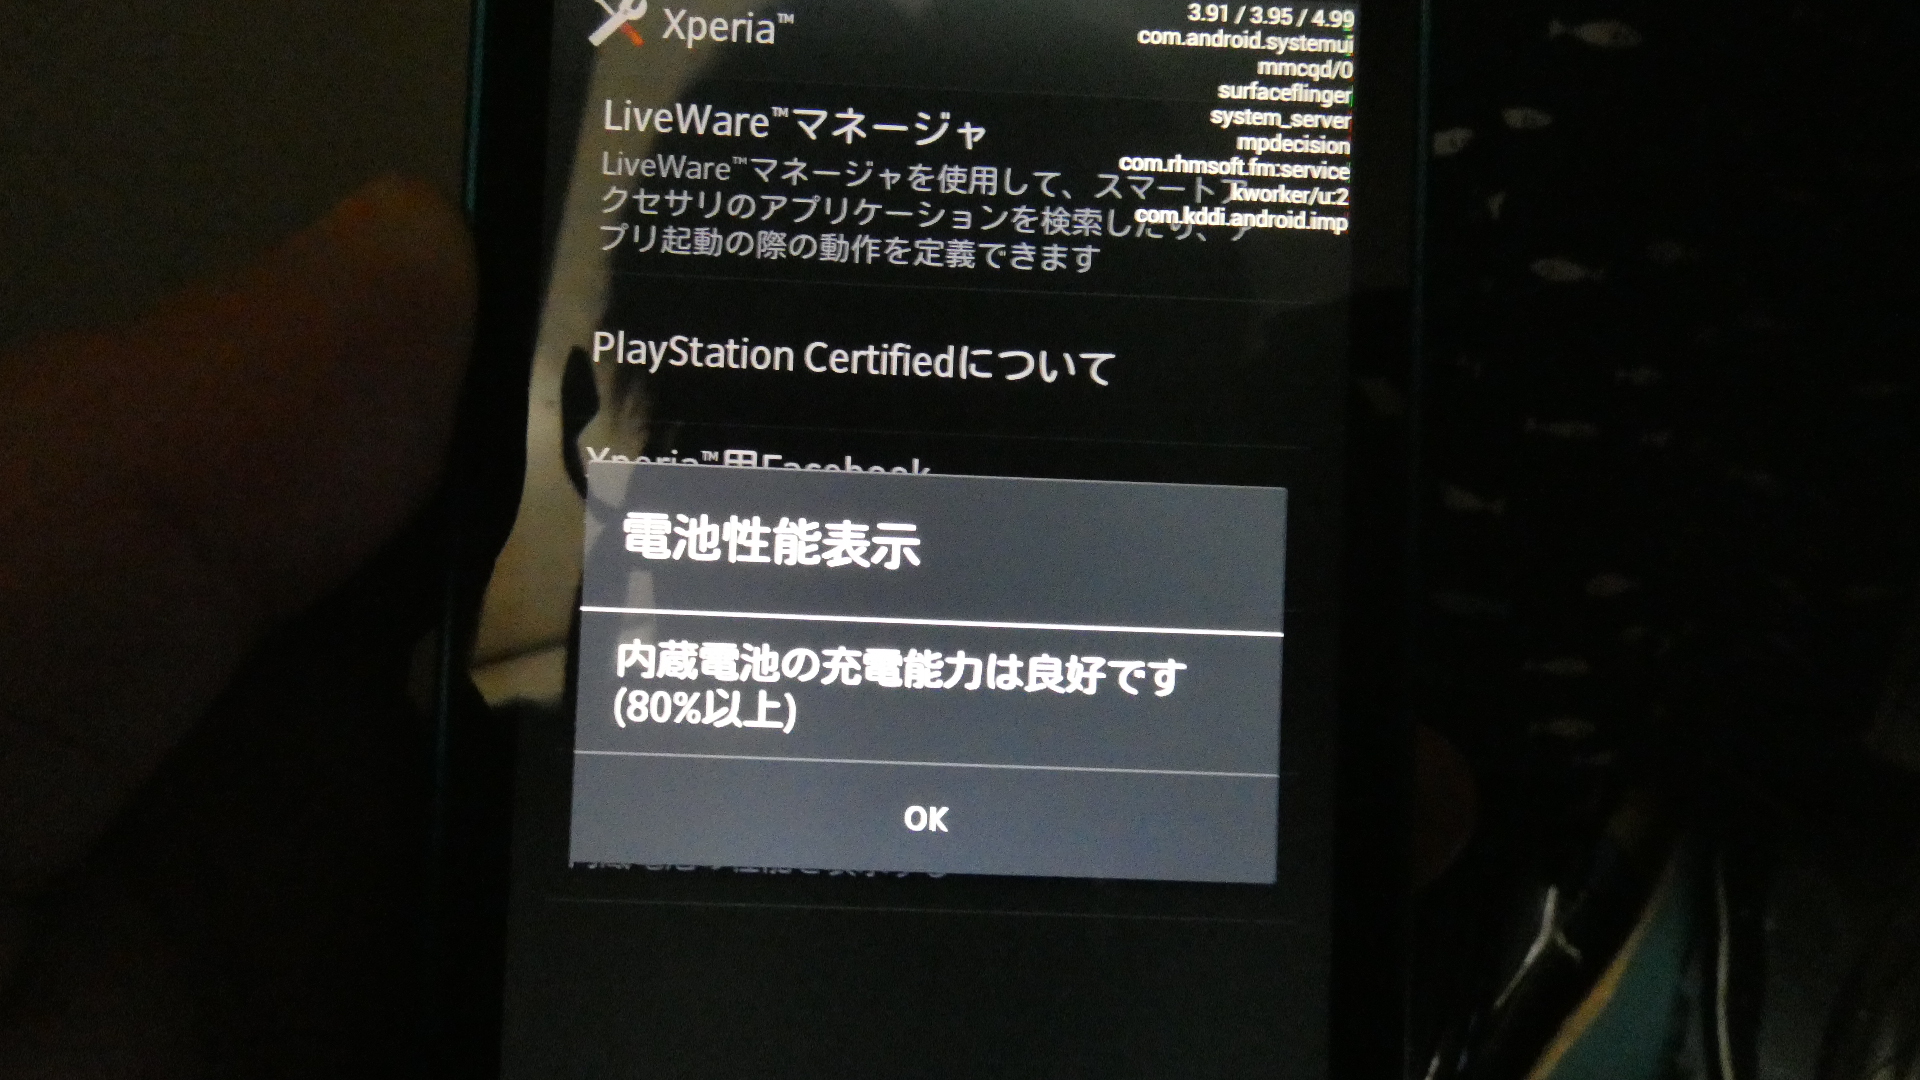 Xperia™
3.91 / 3.95 / 4.99
com.android.systemui
mmcqd/0
surfaceflinger
system_server
mpdecision
com.rhmsoft.fm:service
kworker/u:2
com.kddi.android.imp
LiveWare™マネージャ
LiveWare™マネージャを使用して、スマートア
クセサリのアプリケーションを検索したり、ア
プリ起動の際の動作を定義できます
PlayStation Certifiedについて
Xperia™用Facebook
電池性能表示
内蔵電池の充電能力は良好です
(80%以上)
OK